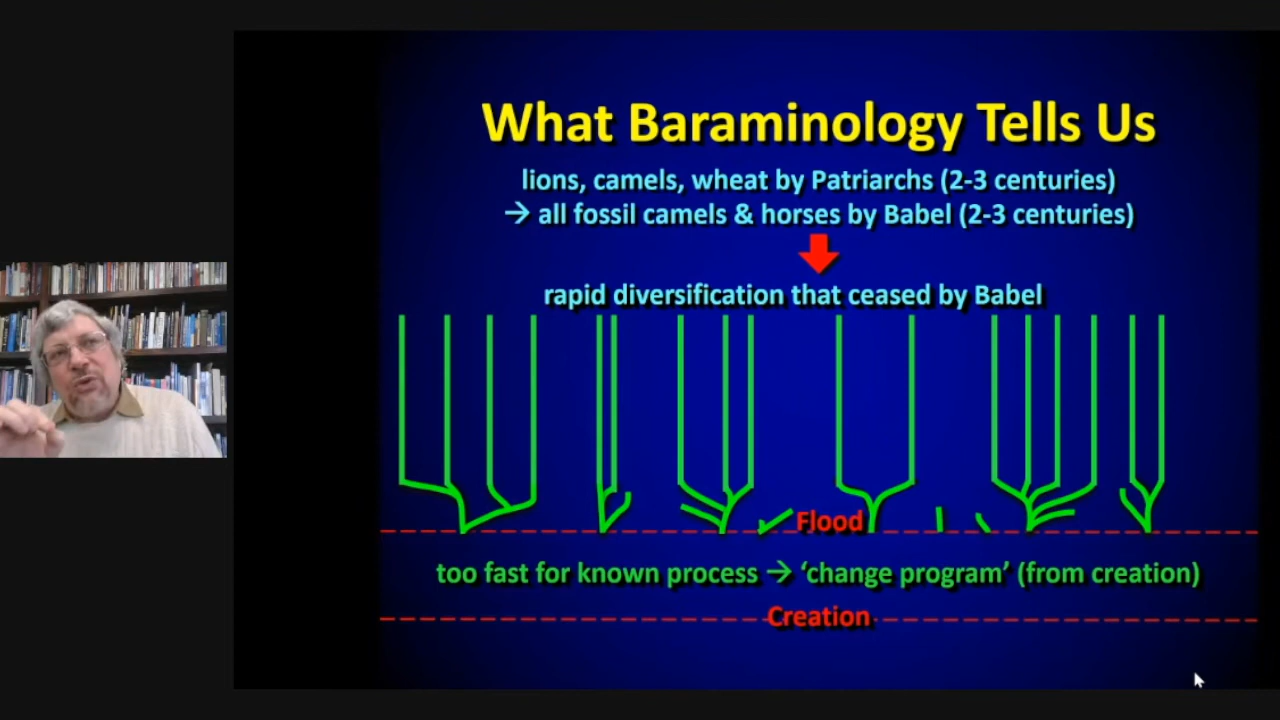 What Baraminology Tells Us
lions, camels, wheat by Patriarchs (2-3 centuries)
→ all fossil camels & horses by Babel (2-3 centuries)
rapid diversification that ceased by Babel
Flood
too fast for known process → ‘change program’ (from creation)
Creation